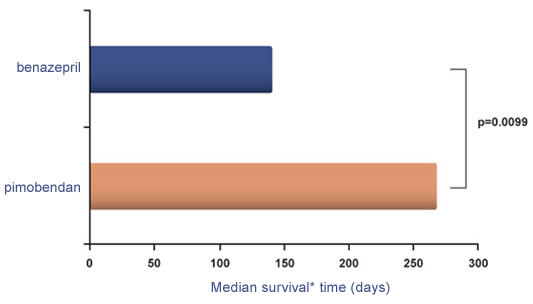 benazepril
p=0.0099
pimobendan
0 50 100 150 200 250 300
Median survival* time (days)